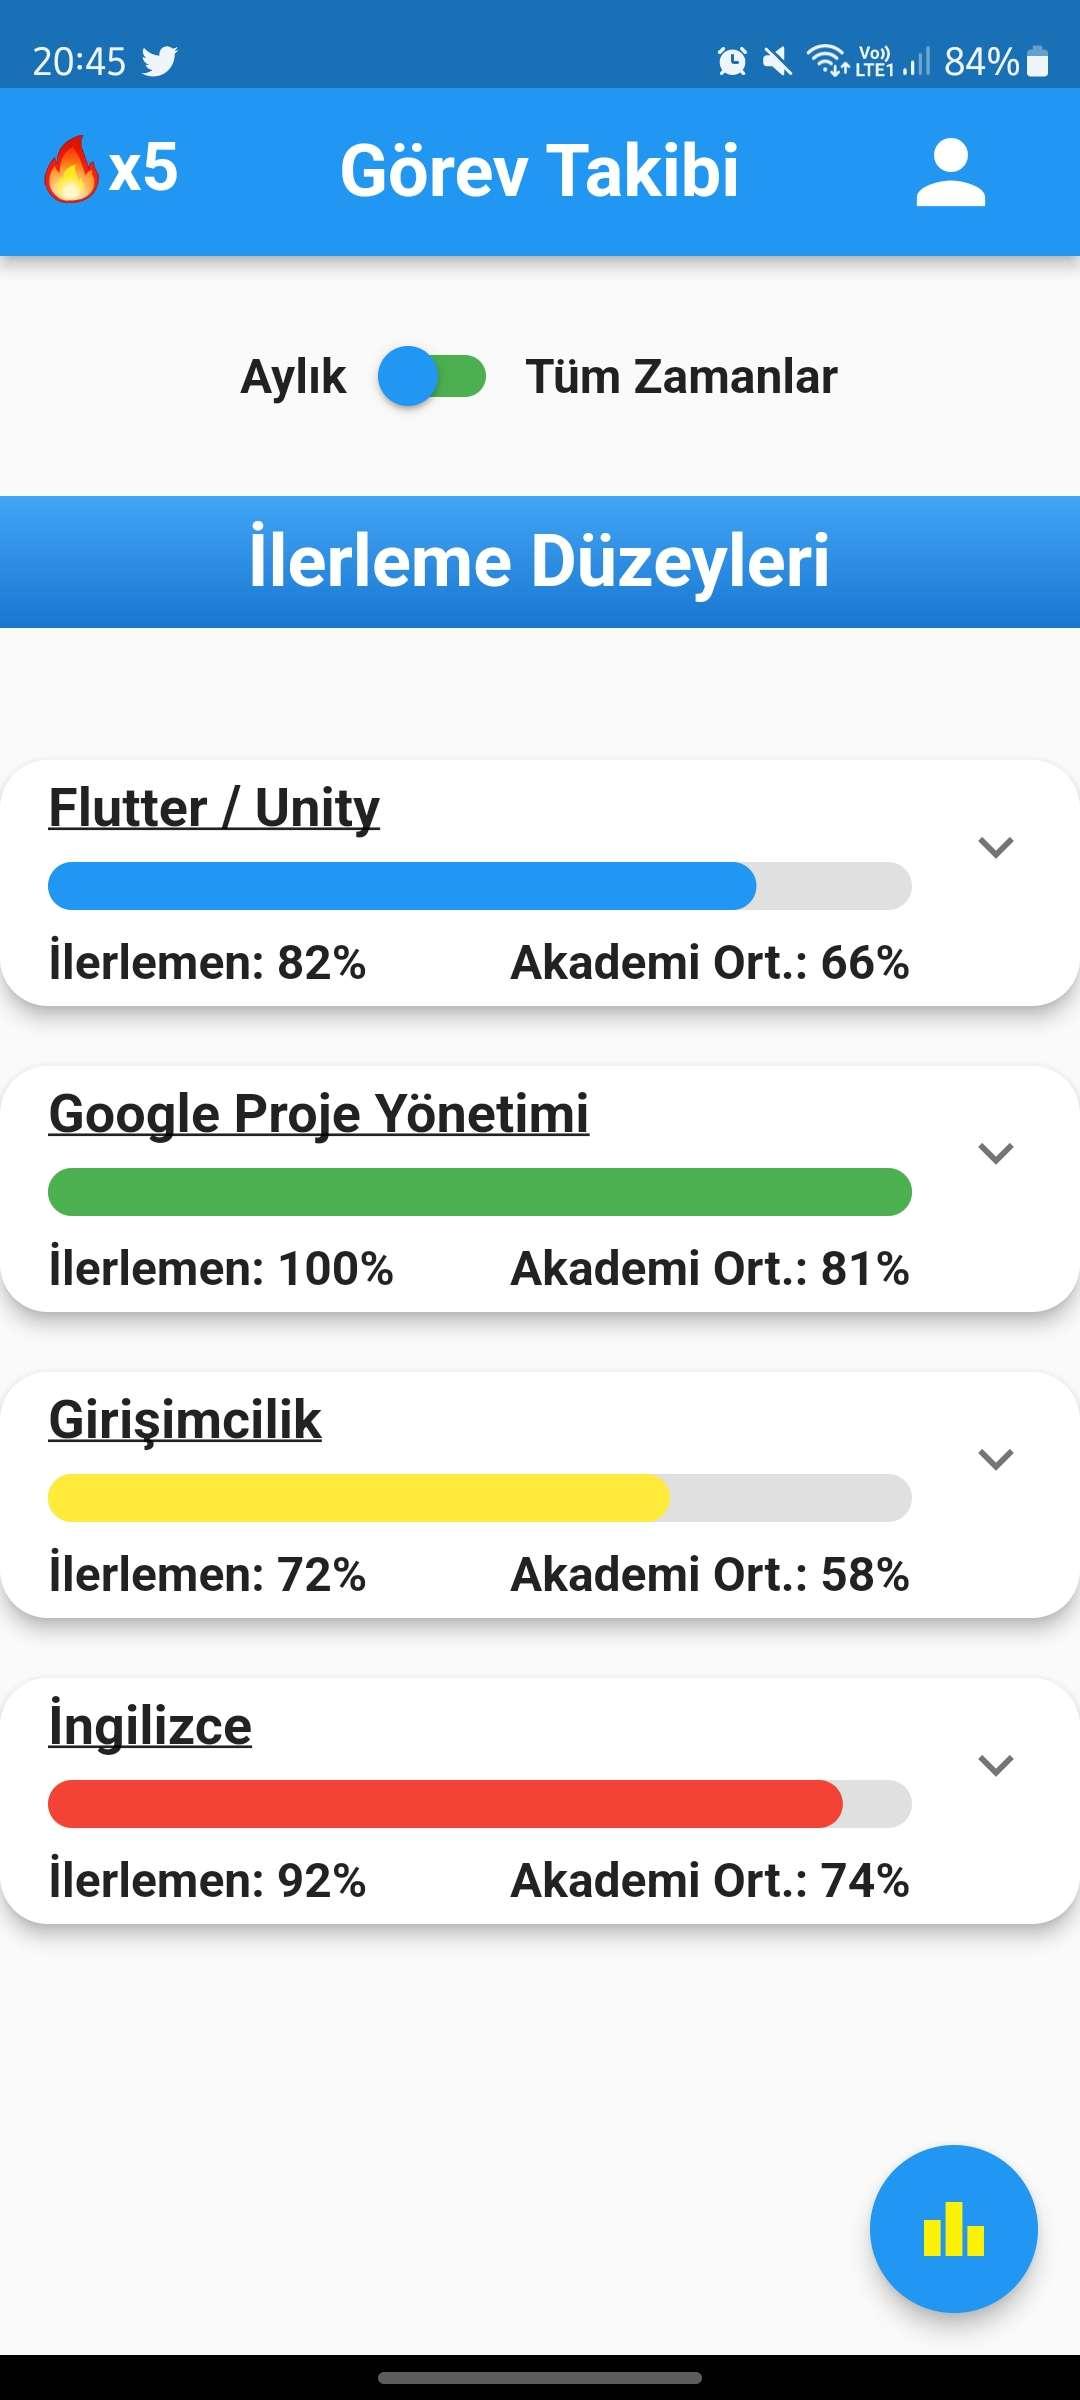 20:45 Vo)) LTE1 84%
x5 Görev Takibi
Aylık Tüm Zamanlar
İlerleme Düzeyleri
Flutter / Unity
İlerlemen: 82% Akademi Ort.: 66%
Google Proje Yönetimi
İlerlemen: 100% Akademi Ort.: 81%
Girişimcilik
İlerlemen: 72% Akademi Ort.: 58%
İngilizce
İlerlemen: 92% Akademi Ort.: 74%